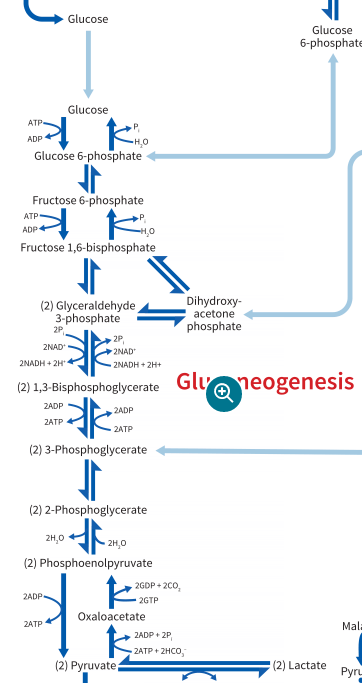 Glucose
Glucose
6-phosphate
Glucose
ATP
ADP
Pi
H2O
Glucose 6-phosphate
Fructose 6-phosphate
ATP
ADP
Pi
H2O
Fructose 1,6-bisphosphate
(2) Glyceraldehyde
3-phosphate
Dihydroxy-
acetone
phosphate
2Pi
2NAD+
2NADH + 2H+
2Pi
2NAD+
2NADH + 2H+
(2) 1,3-Bisphosphoglycerate
2ADP
2ATP
2ADP
2ATP
(2) 3-Phosphoglycerate
(2) 2-Phosphoglycerate
2H2O
2H2O
(2) Phosphoenolpyruvate
2ADP
2ATP
2GDP + 2CO2
2GTP
Oxaloacetate
2ADP + 2Pi
2ATP + 2HCO3-
(2) Pyruvate
(2) Lactate
Mala
Pyru